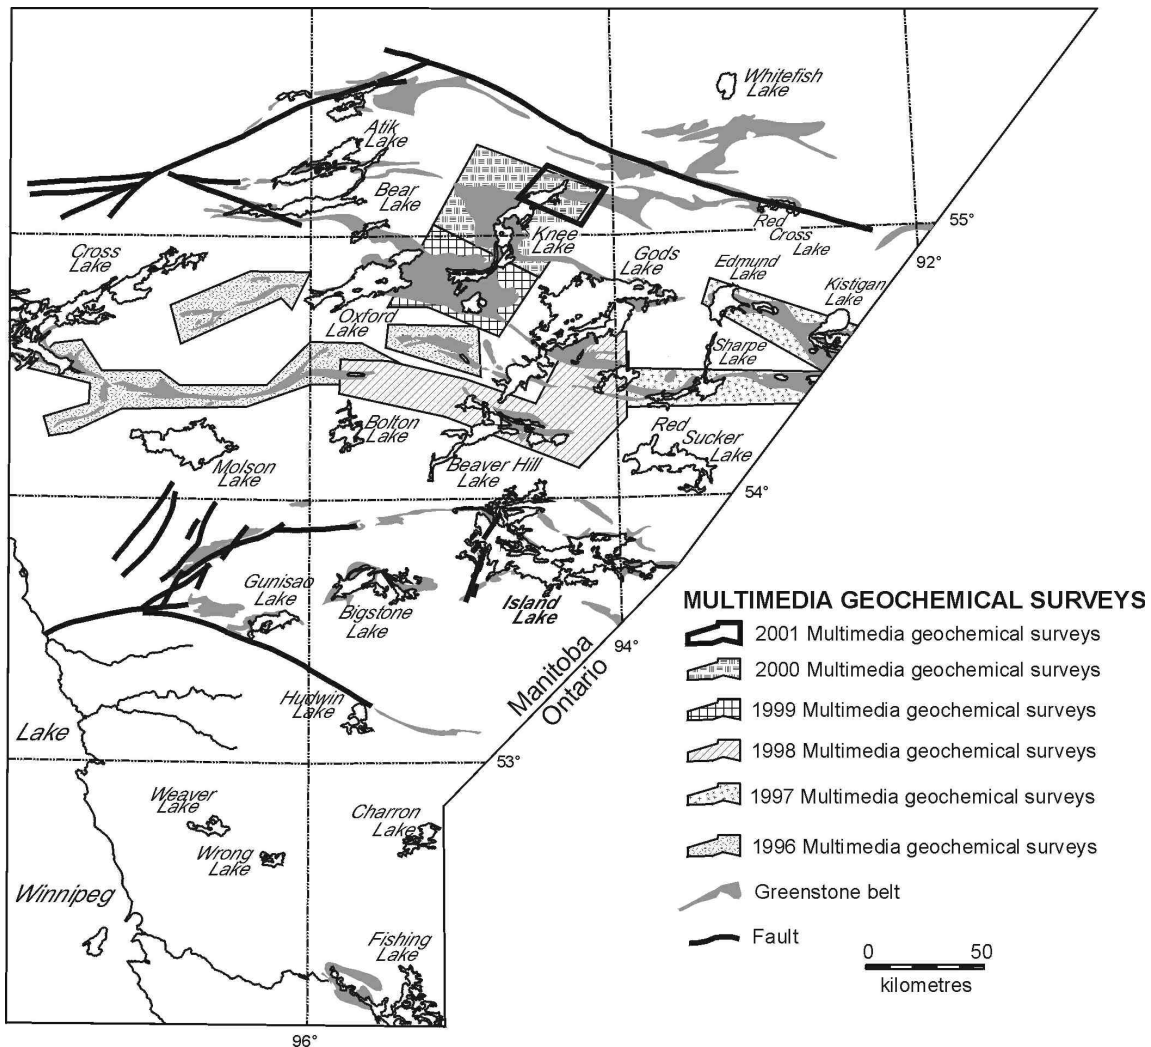 Whitefish
Lake
Atik
Lake
Bear
Lake
Knee
Lake
Red
Cross
Lake
55°
92°
Cross
Lake
Gods
Lake
Edmund
Lake
Kistigan
Lake
Oxford
Lake
Sharpe
Lake
Bolton
Lake
Red
Sucker
Lake
Molson
Lake
Beaver Hill
Lake
54°
Gunisao
Lake
Bigstone
Lake
Island
Lake
94°
Manitoba
Ontario
Hudwin
Lake
Lake
53°
Weaver
Lake
Wrong
Lake
Charron
Lake
Winnipeg
Fishing
Lake
96°
MULTIMEDIA GEOCHEMICAL SURVEYS
2001 Multimedia geochemical surveys
2000 Multimedia geochemical surveys
1999 Multimedia geochemical surveys
1998 Multimedia geochemical surveys
1997 Multimedia geochemical surveys
1996 Multimedia geochemical surveys
Greenstone belt
Fault
0 50
kilometres